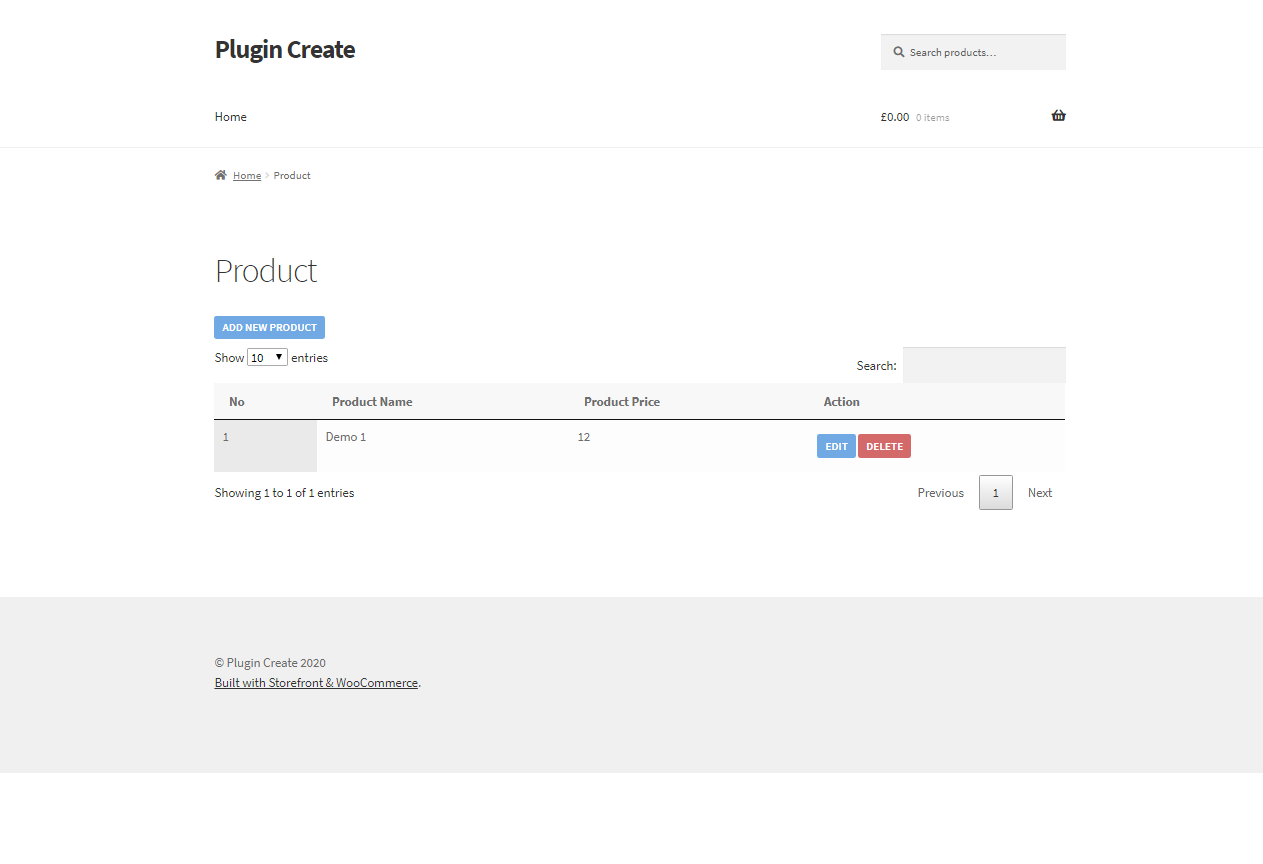 Plugin Create
Search products…
Home
£0.00 0 items
Home Product
Product
ADD NEW PRODUCT
Show 10 entries
Search:
No Product Name Product Price Action
1 Demo 1 12 EDIT DELETE
Showing 1 to 1 of 1 entries
Previous 1 Next
© Plugin Create 2020
Built with Storefront & WooCommerce.